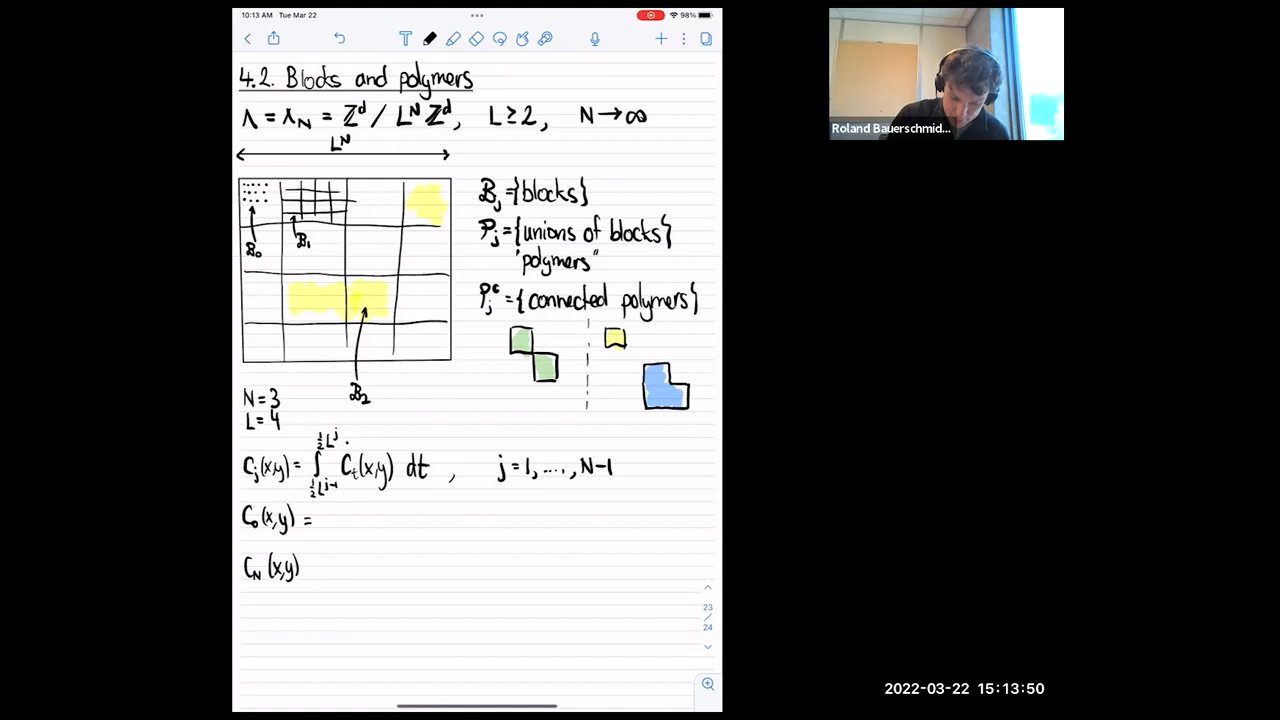 10:13 AM Tue Mar 22
98%
4.2. Blocks and polymers
Λ = Λ_N = ℤ^d / L^N ℤ^d, L ≥ 2, N → ∞
L^N
B_0
B_1
B_2
B_j = {blocks}
P_j = {unions of blocks}
"polymers"
P_j^c = {connected polymers}
N = 3
L = 4
C_j(x,y) = ∫_{½L^{j-1}}^{½L^j} C_t(x,y) dt, j = 1, ...., N-1
C_0(x,y) =
C_N(x,y)
23
/
24
Roland Bauerschmid...
2022-03-22 15:13:50